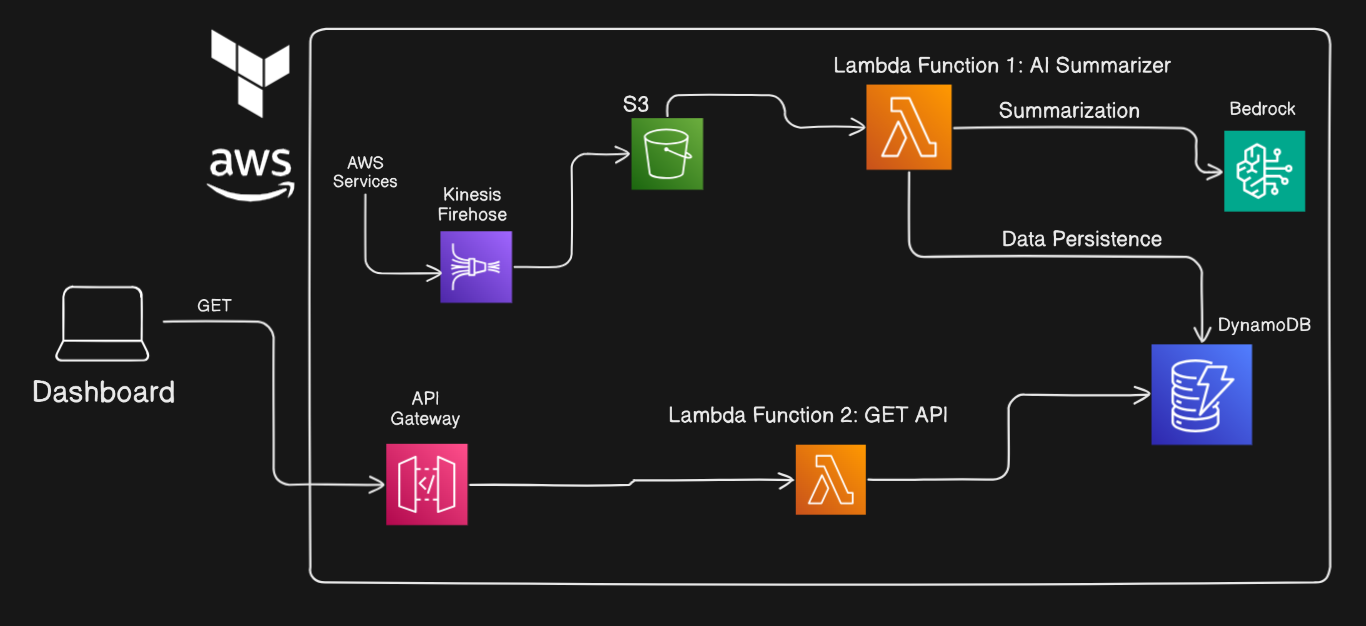 Lambda Function 1: AI Summarizer
S3
Summarization
Bedrock
aws
AWS
Services
Kinesis
Firehose
Data Persistence
GET
DynamoDB
Dashboard
API
Gateway
</>
Lambda Function 2: GET API